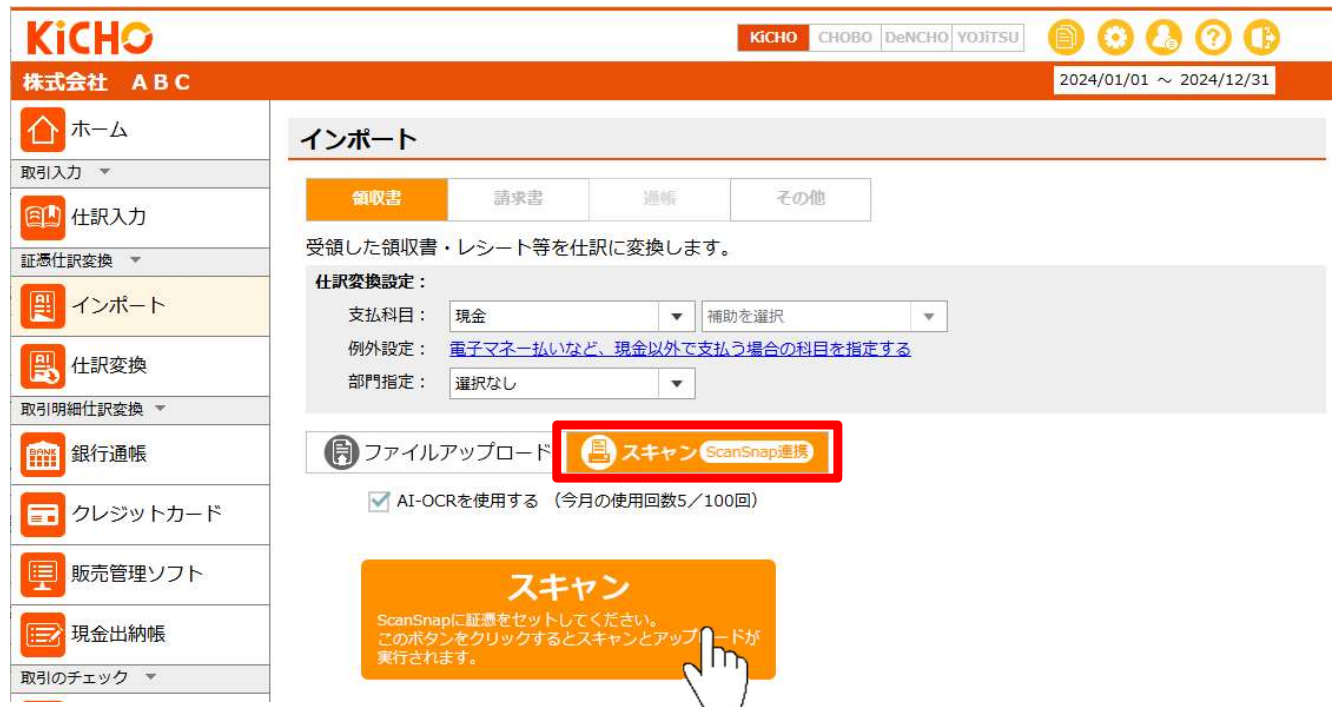 KiCHO
KiCHO CHOBO DeNCHO YOJiTSU
株式会社 ABC
2024/01/01 ～ 2024/12/31
ホーム
取引入力
仕訳入力
証憑仕訳変換
AI
インポート
AI
仕訳変換
取引明細仕訳変換
BANK
銀行通帳
クレジットカード
販売管理ソフト
現金出納帳
取引のチェック
インポート
領収書 請求書 通帳 その他
受領した領収書・レシート等を仕訳に変換します。
仕訳変換設定：
支払科目： 現金 補助を選択
例外設定： 電子マネー払いなど、現金以外で支払う場合の科目を指定する
部門指定： 選択なし
ファイルアップロード スキャン ScanSnap連携
AI-OCRを使用する （今月の使用回数5／100回）
スキャン
ScanSnapに証憑をセットしてください。
このボタンをクリックするとスキャンとアップロードが
実行されます。